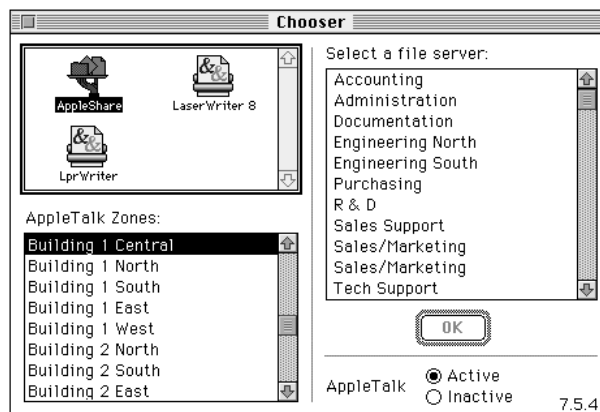 Chooser
AppleShare
LaserWriter 8
LprWriter
AppleTalk Zones:
Building 1 Central
Building 1 North
Building 1 South
Building 1 East
Building 1 West
Building 2 North
Building 2 South
Building 2 East
Select a file server:
Accounting
Administration
Documentation
Engineering North
Engineering South
Purchasing
R & D
Sales Support
Sales/Marketing
Sales/Marketing
Tech Support
OK
AppleTalk
Active
Inactive
7.5.4